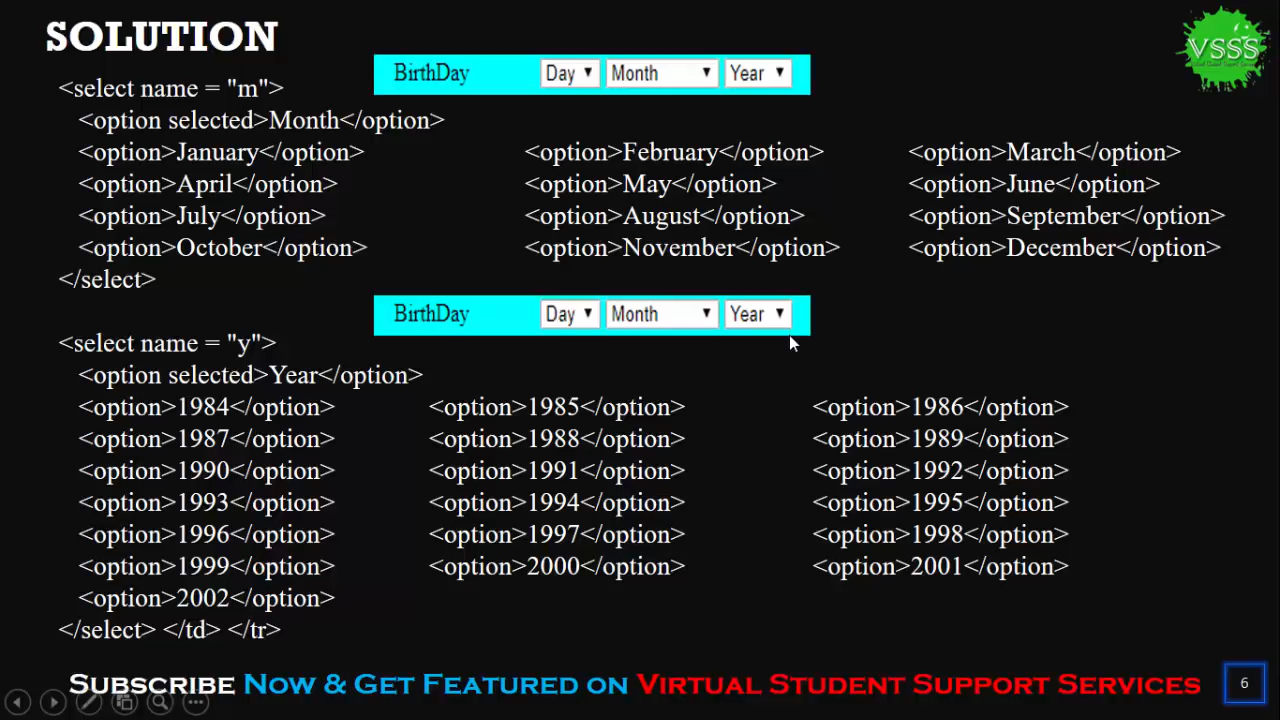 SOLUTION
VSSS
BirthDay Day Month Year
<select name = "m">
<option selected>Month</option>
<option>January</option> <option>February</option> <option>March</option>
<option>April</option> <option>May</option> <option>June</option>
<option>July</option> <option>August</option> <option>September</option>
<option>October</option> <option>November</option> <option>December</option>
</select>
BirthDay Day Month Year
<select name = "y">
<option selected>Year</option>
<option>1984</option> <option>1985</option> <option>1986</option>
<option>1987</option> <option>1988</option> <option>1989</option>
<option>1990</option> <option>1991</option> <option>1992</option>
<option>1993</option> <option>1994</option> <option>1995</option>
<option>1996</option> <option>1997</option> <option>1998</option>
<option>1999</option> <option>2000</option> <option>2001</option>
<option>2002</option>
</select> </td> </tr>
Subscribe Now & Get Featured on Virtual Student Support Services
6